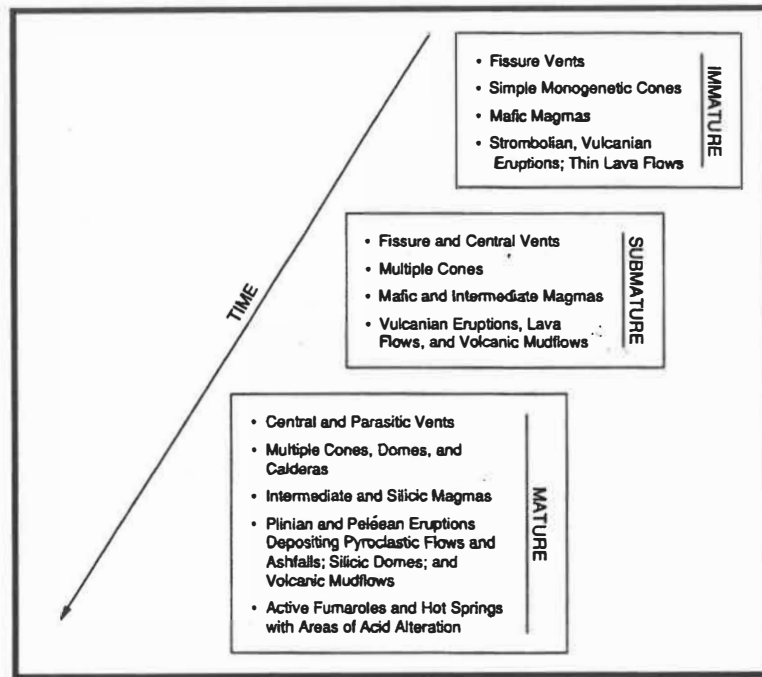 • Fissure Vents
• Simple Monogenetic Cones
• Mafic Magmas
• Strombolian, Vulcanian
Eruptions; Thin Lava Flows
IMMATURE
• Fissure and Central Vents
• Multiple Cones
• Mafic and Intermediate Magmas
• Vulcanian Eruptions, Lava
Flows, and Volcanic Mudflows
SUBMATURE
TIME
• Central and Parasitic Vents
• Multiple Cones, Domes, and
Calderas
• Intermediate and Silicic Magmas
• Plinian and Peléean Eruptions
Depositing Pyroclastic Flows and
Ashfalls; Silicic Domes; and
Volcanic Mudflows
• Active Fumaroles and Hot Springs
with Areas of Acid Alteration
MATURE